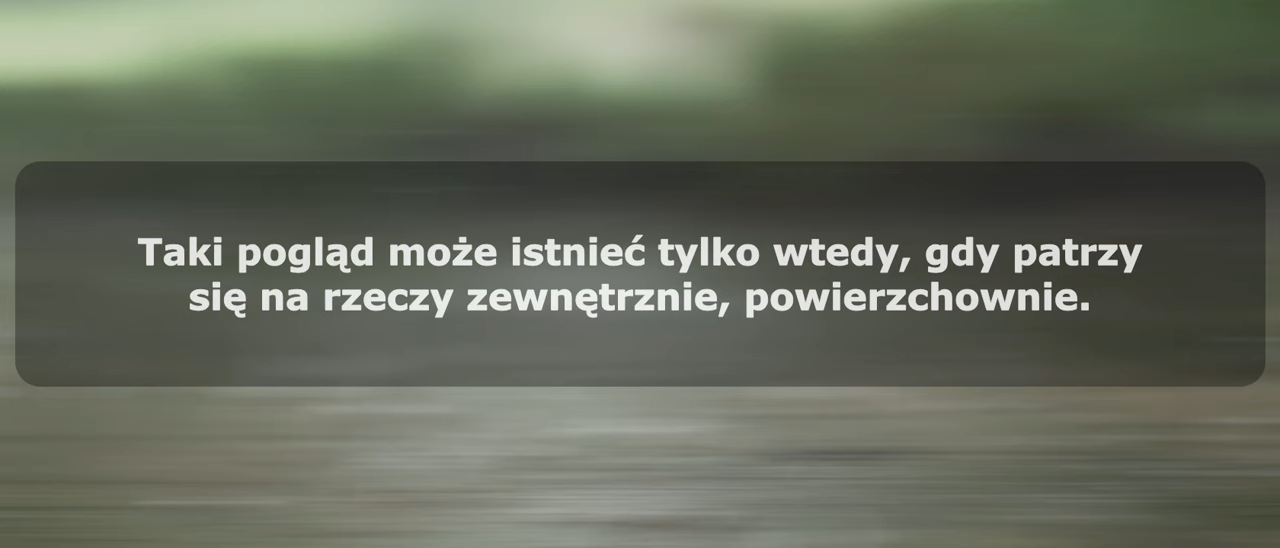 Taki pogląd może istnieć tylko wtedy, gdy patrzy
się na rzeczy zewnętrznie, powierzchownie.